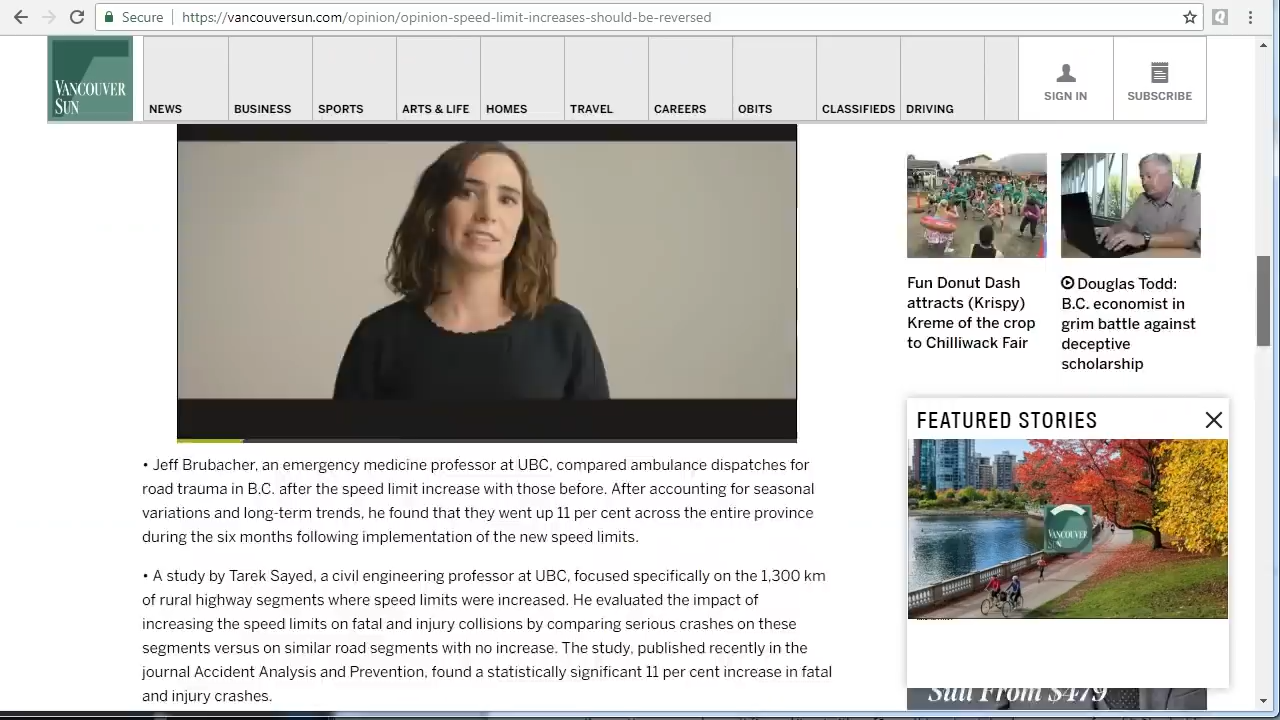 Secure
https://vancouversun.com/opinion/opinion-speed-limit-increases-should-be-reversed
VANCOUVER
SUN
NEWS
BUSINESS
SPORTS
ARTS & LIFE
HOMES
TRAVEL
CAREERS
OBITS
CLASSIFIEDS
DRIVING
SIGN IN
SUBSCRIBE
Fun Donut Dash
attracts (Krispy)
Kreme of the crop
to Chilliwack Fair
Douglas Todd:
B.C. economist in
grim battle against
deceptive
scholarship
FEATURED STORIES
VANCOUVER
SUN
• Jeff Brubacher, an emergency medicine professor at UBC, compared ambulance dispatches for
road trauma in B.C. after the speed limit increase with those before. After accounting for seasonal
variations and long-term trends, he found that they went up 11 per cent across the entire province
during the six months following implementation of the new speed limits.
• A study by Tarek Sayed, a civil engineering professor at UBC, focused specifically on the 1,300 km
of rural highway segments where speed limits were increased. He evaluated the impact of
increasing the speed limits on fatal and injury collisions by comparing serious crashes on these
segments versus on similar road segments with no increase. The study, published recently in the
journal Accident Analysis and Prevention, found a statistically significant 11 per cent increase in fatal
and injury crashes.
From $479